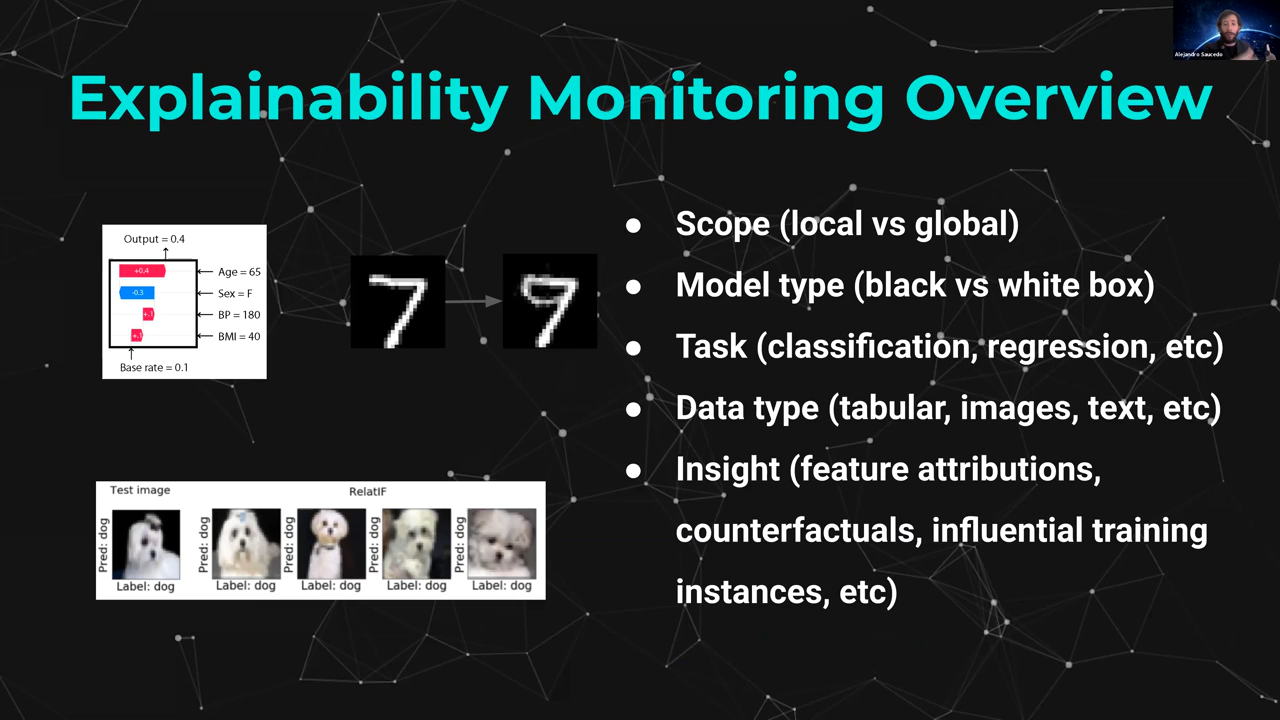 Alejandro Saucedo
Explainability Monitoring Overview
Output = 0.4
+0.4
Age = 65
-0.3
Sex = F
+.1
BP = 180
+.1
BMI = 40
Base rate = 0.1
Test image
RelatIF
Pred: dog
Pred: dog
Pred: dog
Pred: dog
Pred: dog
Label: dog
Label: dog
Label: dog
Label: dog
Label: dog
● Scope (local vs global)
● Model type (black vs white box)
● Task (classification, regression, etc)
● Data type (tabular, images, text, etc)
● Insight (feature attributions,
counterfactuals, influential training
instances, etc)